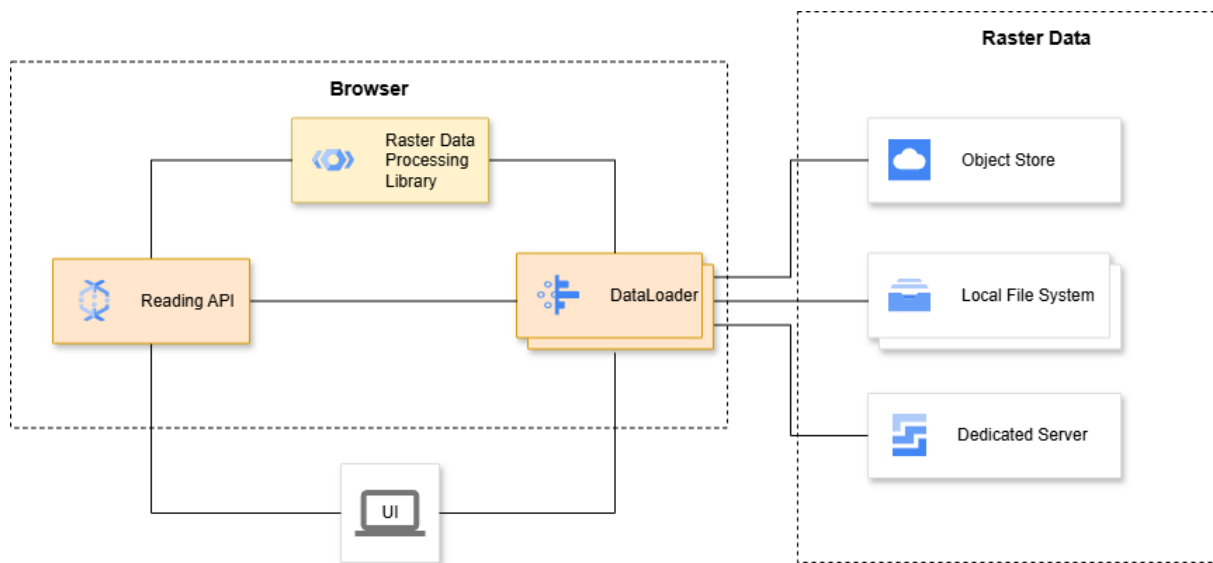 Raster Data
Browser
Raster Data
Processing
Library
Object Store
Reading API
DataLoader
Local File System
Dedicated Server
UI